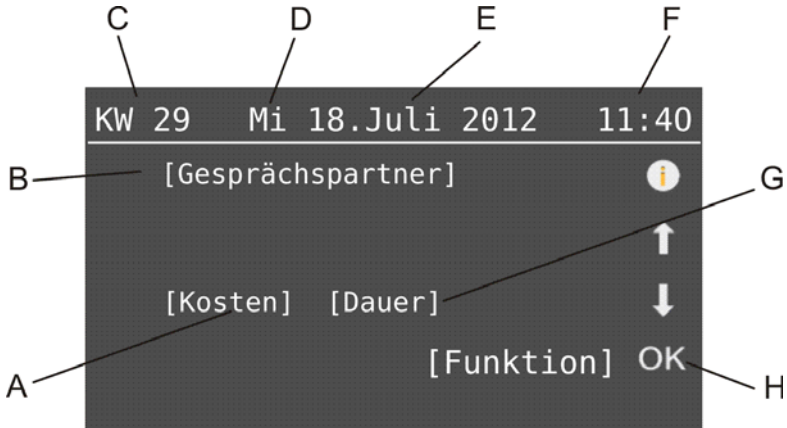 C D E F
KW 29 Mi 18.Juli 2012 11:40
B [Gesprächspartner] i G
[Kosten] [Dauer]
[Funktion] OK
A H